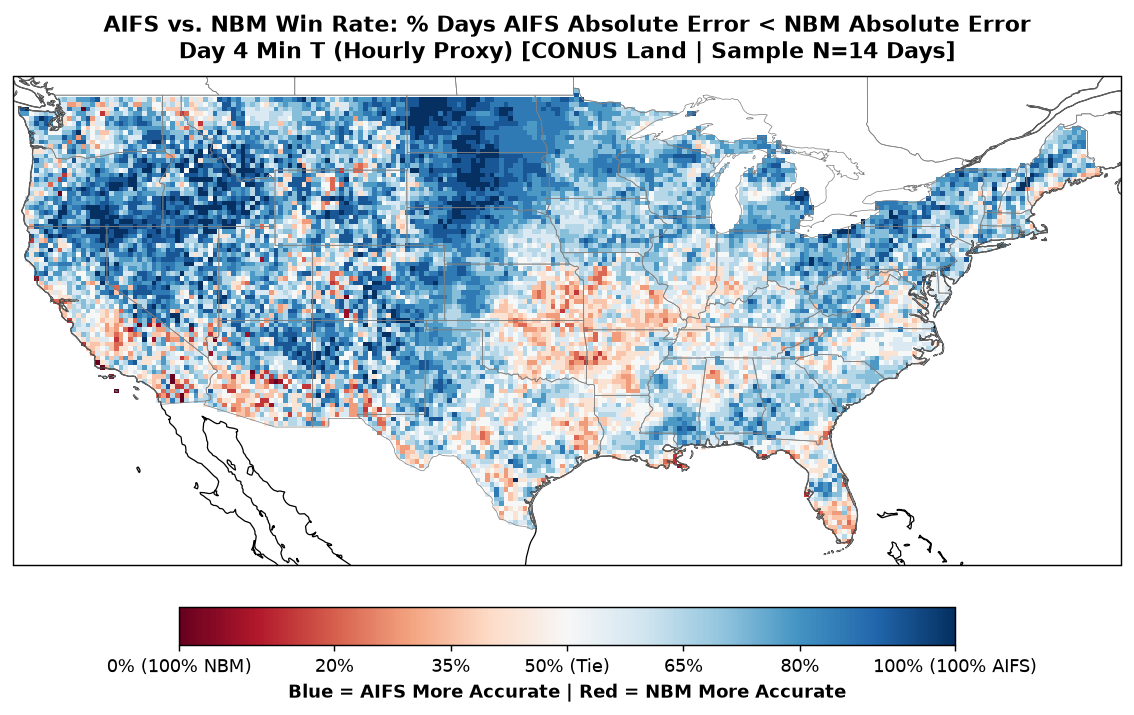 AIFS vs. NBM Win Rate: % Days AIFS Absolute Error < NBM Absolute Error
Day 4 Min T (Hourly Proxy) [CONUS Land | Sample N=14 Days]
0% (100% NBM) 20% 35% 50% (Tie) 65% 80% 100% (100% AIFS)
Blue = AIFS More Accurate | Red = NBM More Accurate